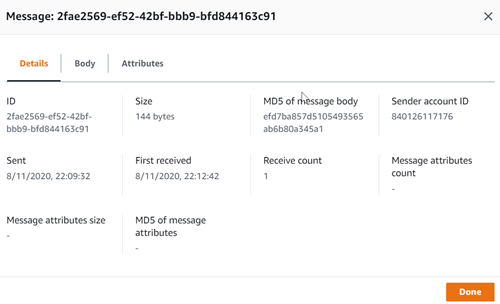 Message: 2fae2569-ef52-42bf-bbb9-bfd844163c91
Details Body Attributes
ID Size MD5 of message body Sender account ID
2fae2569-ef52-42bf- 144 bytes efd7ba857d5105493565 840126117176
bbb9-bfd844163c91 ab6b80a345a1
Sent First received Receive count Message attributes
count
8/11/2020, 22:09:32 8/11/2020, 22:12:42 1
-
Message attributes size MD5 of message
attributes
-
-
Done